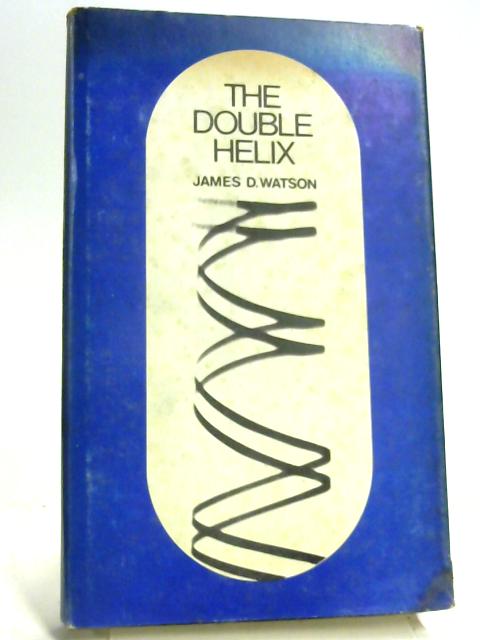 THE
DOUBLE
HELIX
JAMES D. WATSON